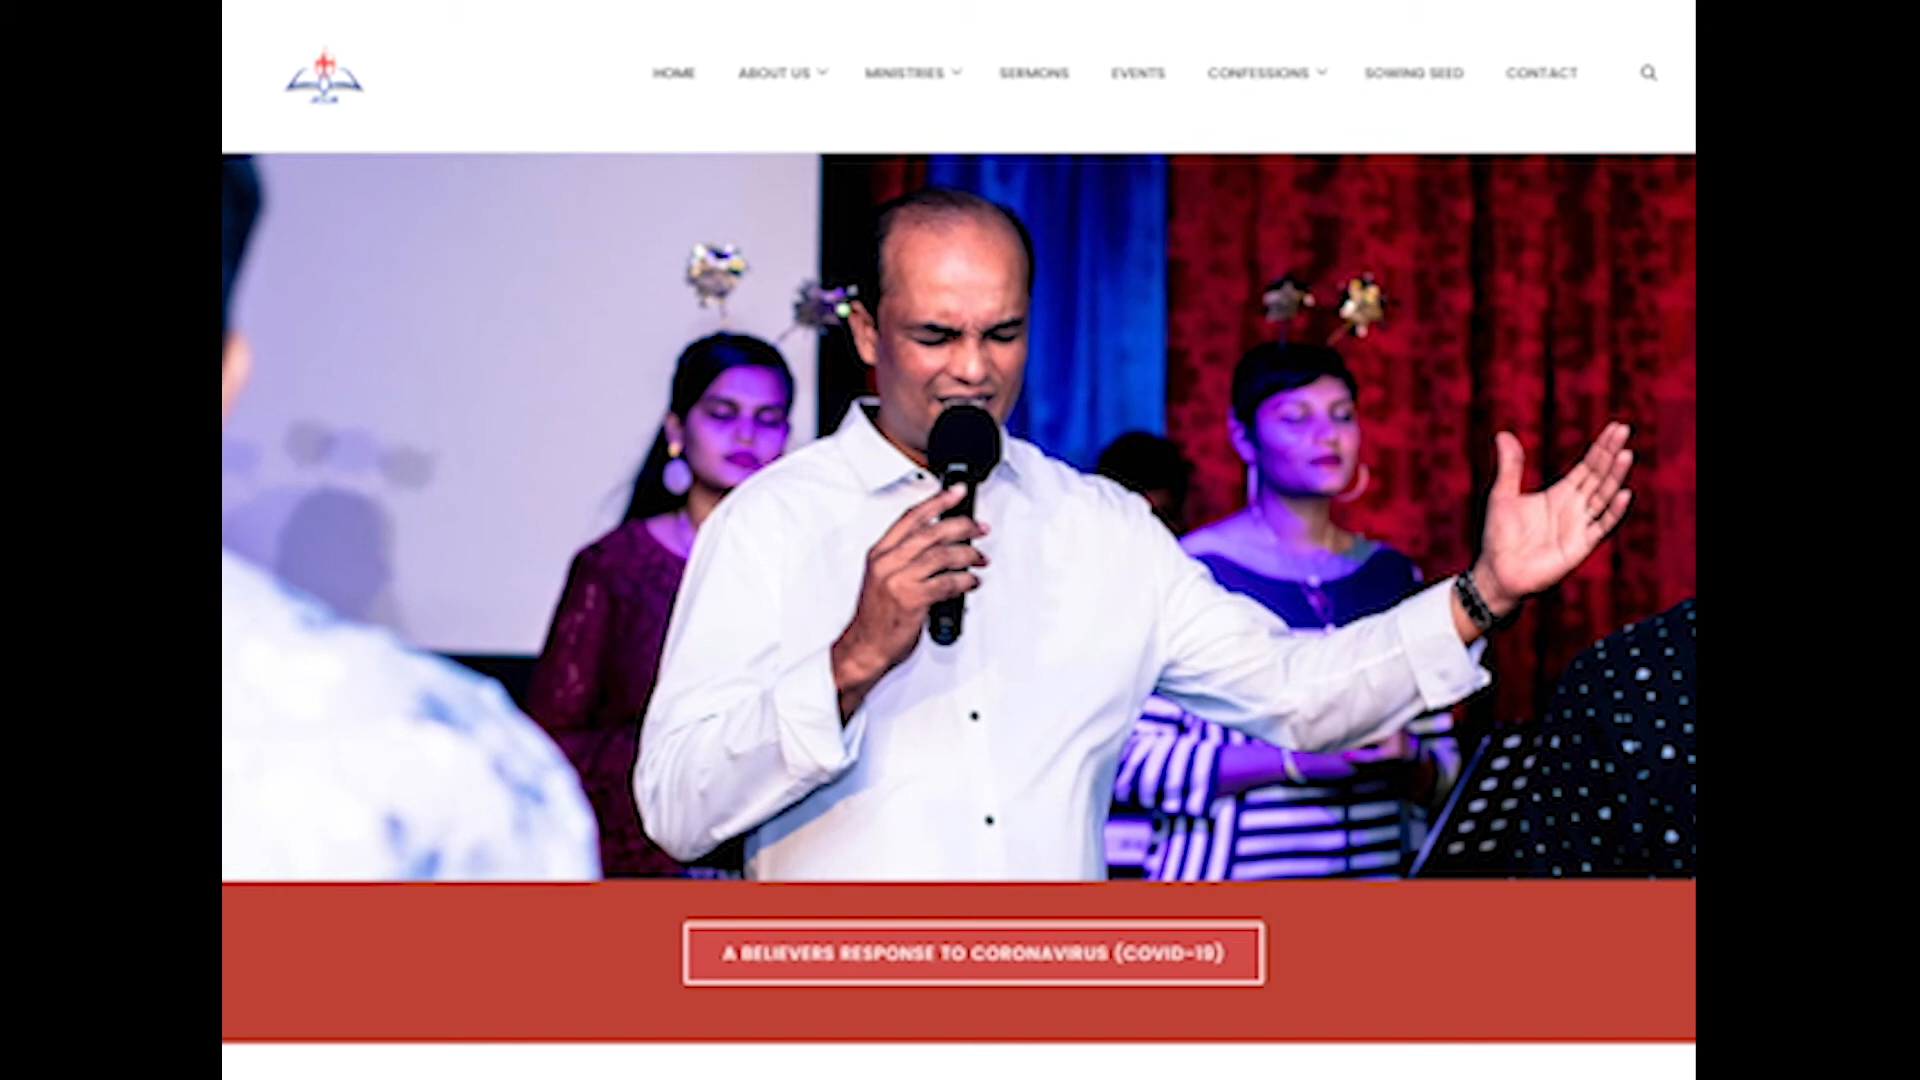 HOME ABOUT US MINISTRIES SERMONS EVENTS CONFESSIONS SOWING SEED CONTACT
A BELIEVERS RESPONSE TO CORONAVIRUS (COVID-19)